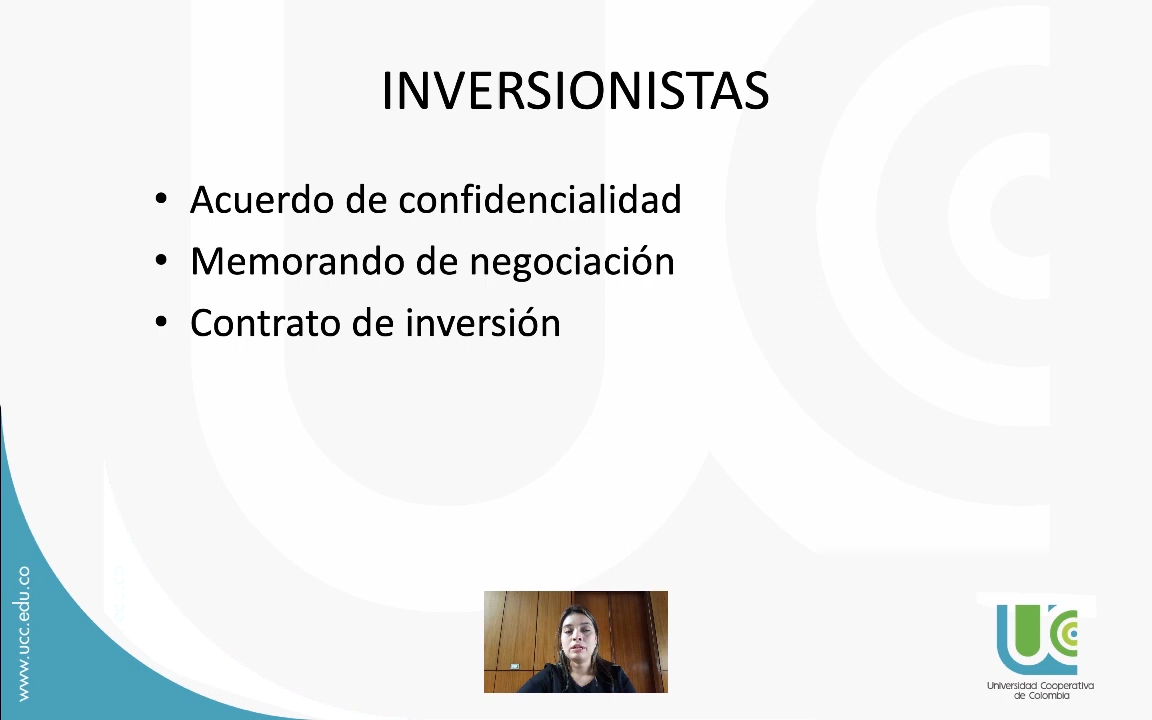 INVERSIONISTAS
• Acuerdo de confidencialidad
• Memorando de negociación
• Contrato de inversión
www.ucc.edu.co
UCC
Universidad Cooperativa
de Colombia